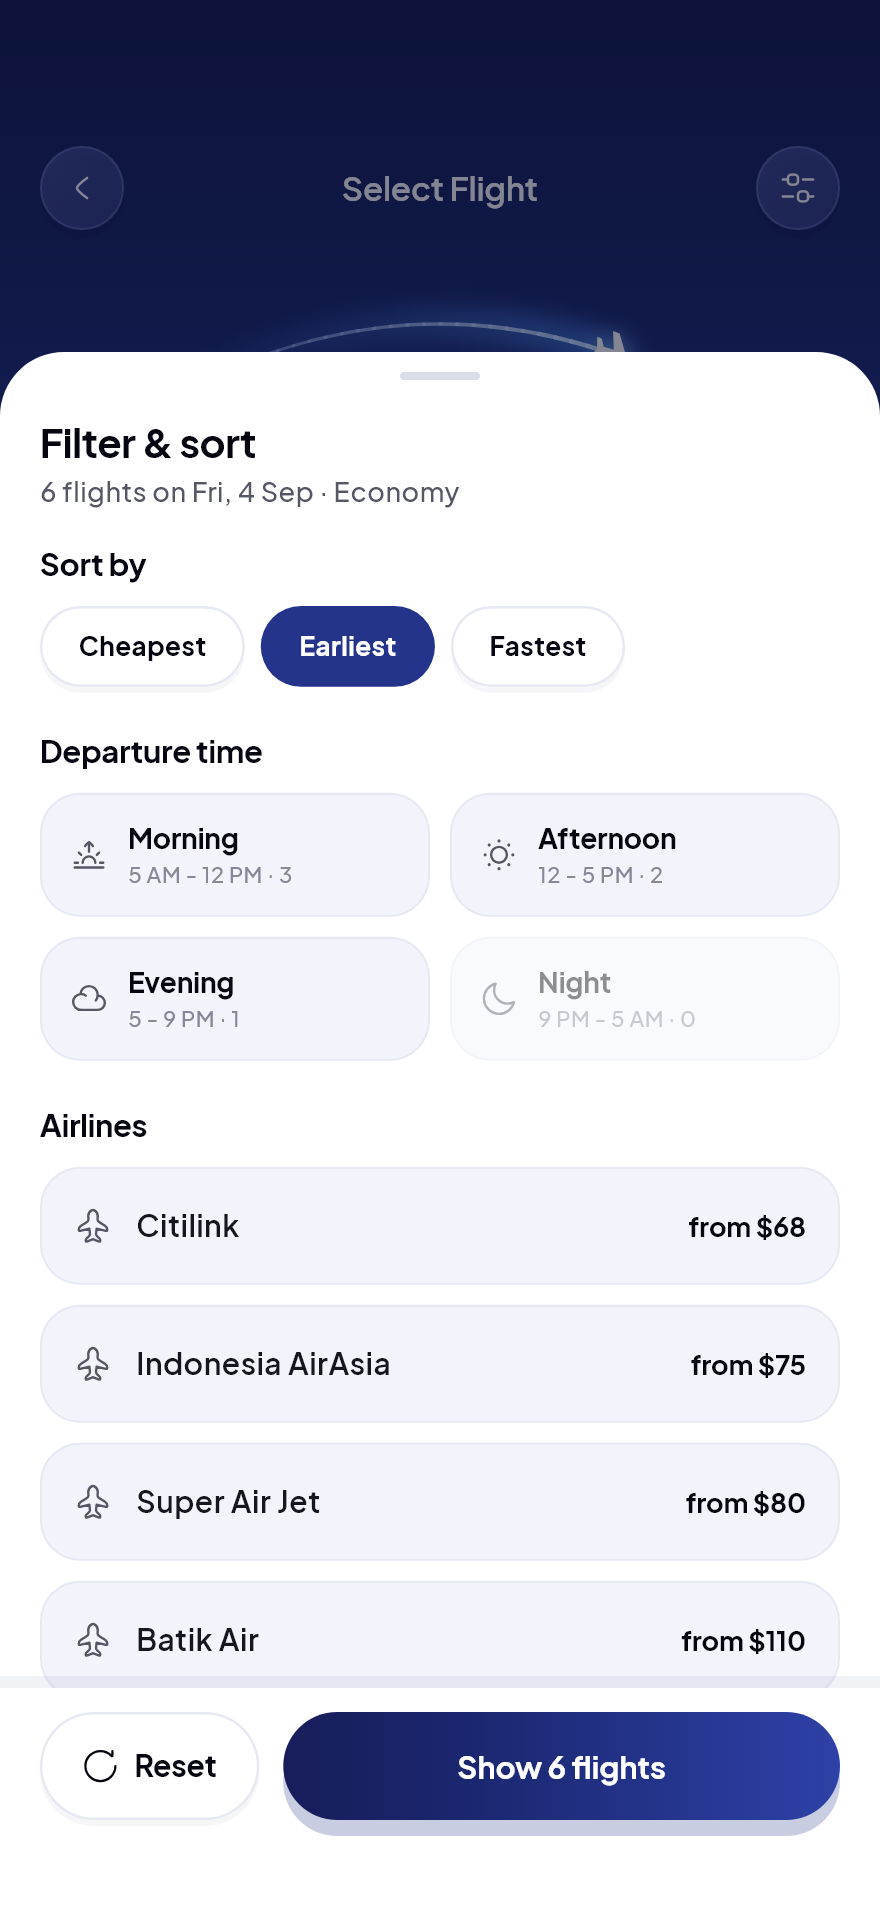 Select Flight
Filter & sort
6 flights on Fri, 4 Sep · Economy
Sort by
Cheapest
Earliest
Fastest
Departure time
Morning
5 AM – 12 PM · 3
Afternoon
12 – 5 PM · 2
Evening
5 – 9 PM · 1
Night
9 PM – 5 AM · 0
Airlines
Citilink
from $68
Indonesia AirAsia
from $75
Super Air Jet
from $80
Batik Air
from $110
Reset
Show 6 flights